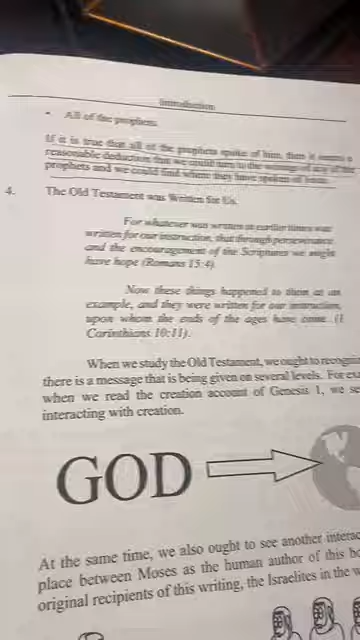 Introduction
• All of the prophets.
If it is true that all of the prophets spoke of him, then it seems a
reasonable deduction that we could turn to the writings of any of the
prophets and we could find where they have spoken of Jesus.
4. The Old Testament was Written for Us.
For whatever was written in earlier times was
written for our instruction, that through perseverance
and the encouragement of the Scriptures we might
have hope (Romans 15:4).
Now these things happened to them as an
example, and they were written for our instruction,
upon whom the ends of the ages have come (1
Corinthians 10:11).
When we study the Old Testament, we ought to recogni
there is a message that is being given on several levels. For exa
when we read the creation account of Genesis 1, we se
interacting with creation.
GOD
At the same time, we also ought to see another interac
place between Moses as the human author of this bo
original recipients of this writing, the Israelites in the w